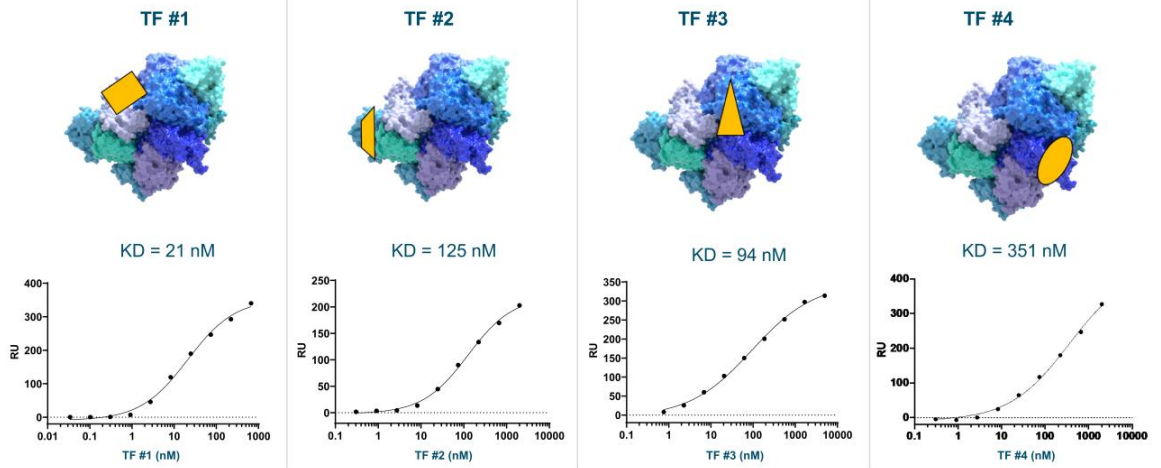 TF #1
TF #2
TF #3
TF #4
KD = 21 nM
KD = 125 nM
KD = 94 nM
KD = 351 nM
400
300
200
100
0
RU
0.01 0.1 1 10 100 1000
TF #1 (nM)
250
200
150
100
50
0
RU
0.1 1 10 100 1000 10000
TF #2 (nM)
350
300
250
200
150
100
50
0
RU
0.1 1 10 100 1000 10000
TF #3 (nM)
400
300
200
100
0
RU
0.1 1 10 100 1000 10000
TF #4 (nM)